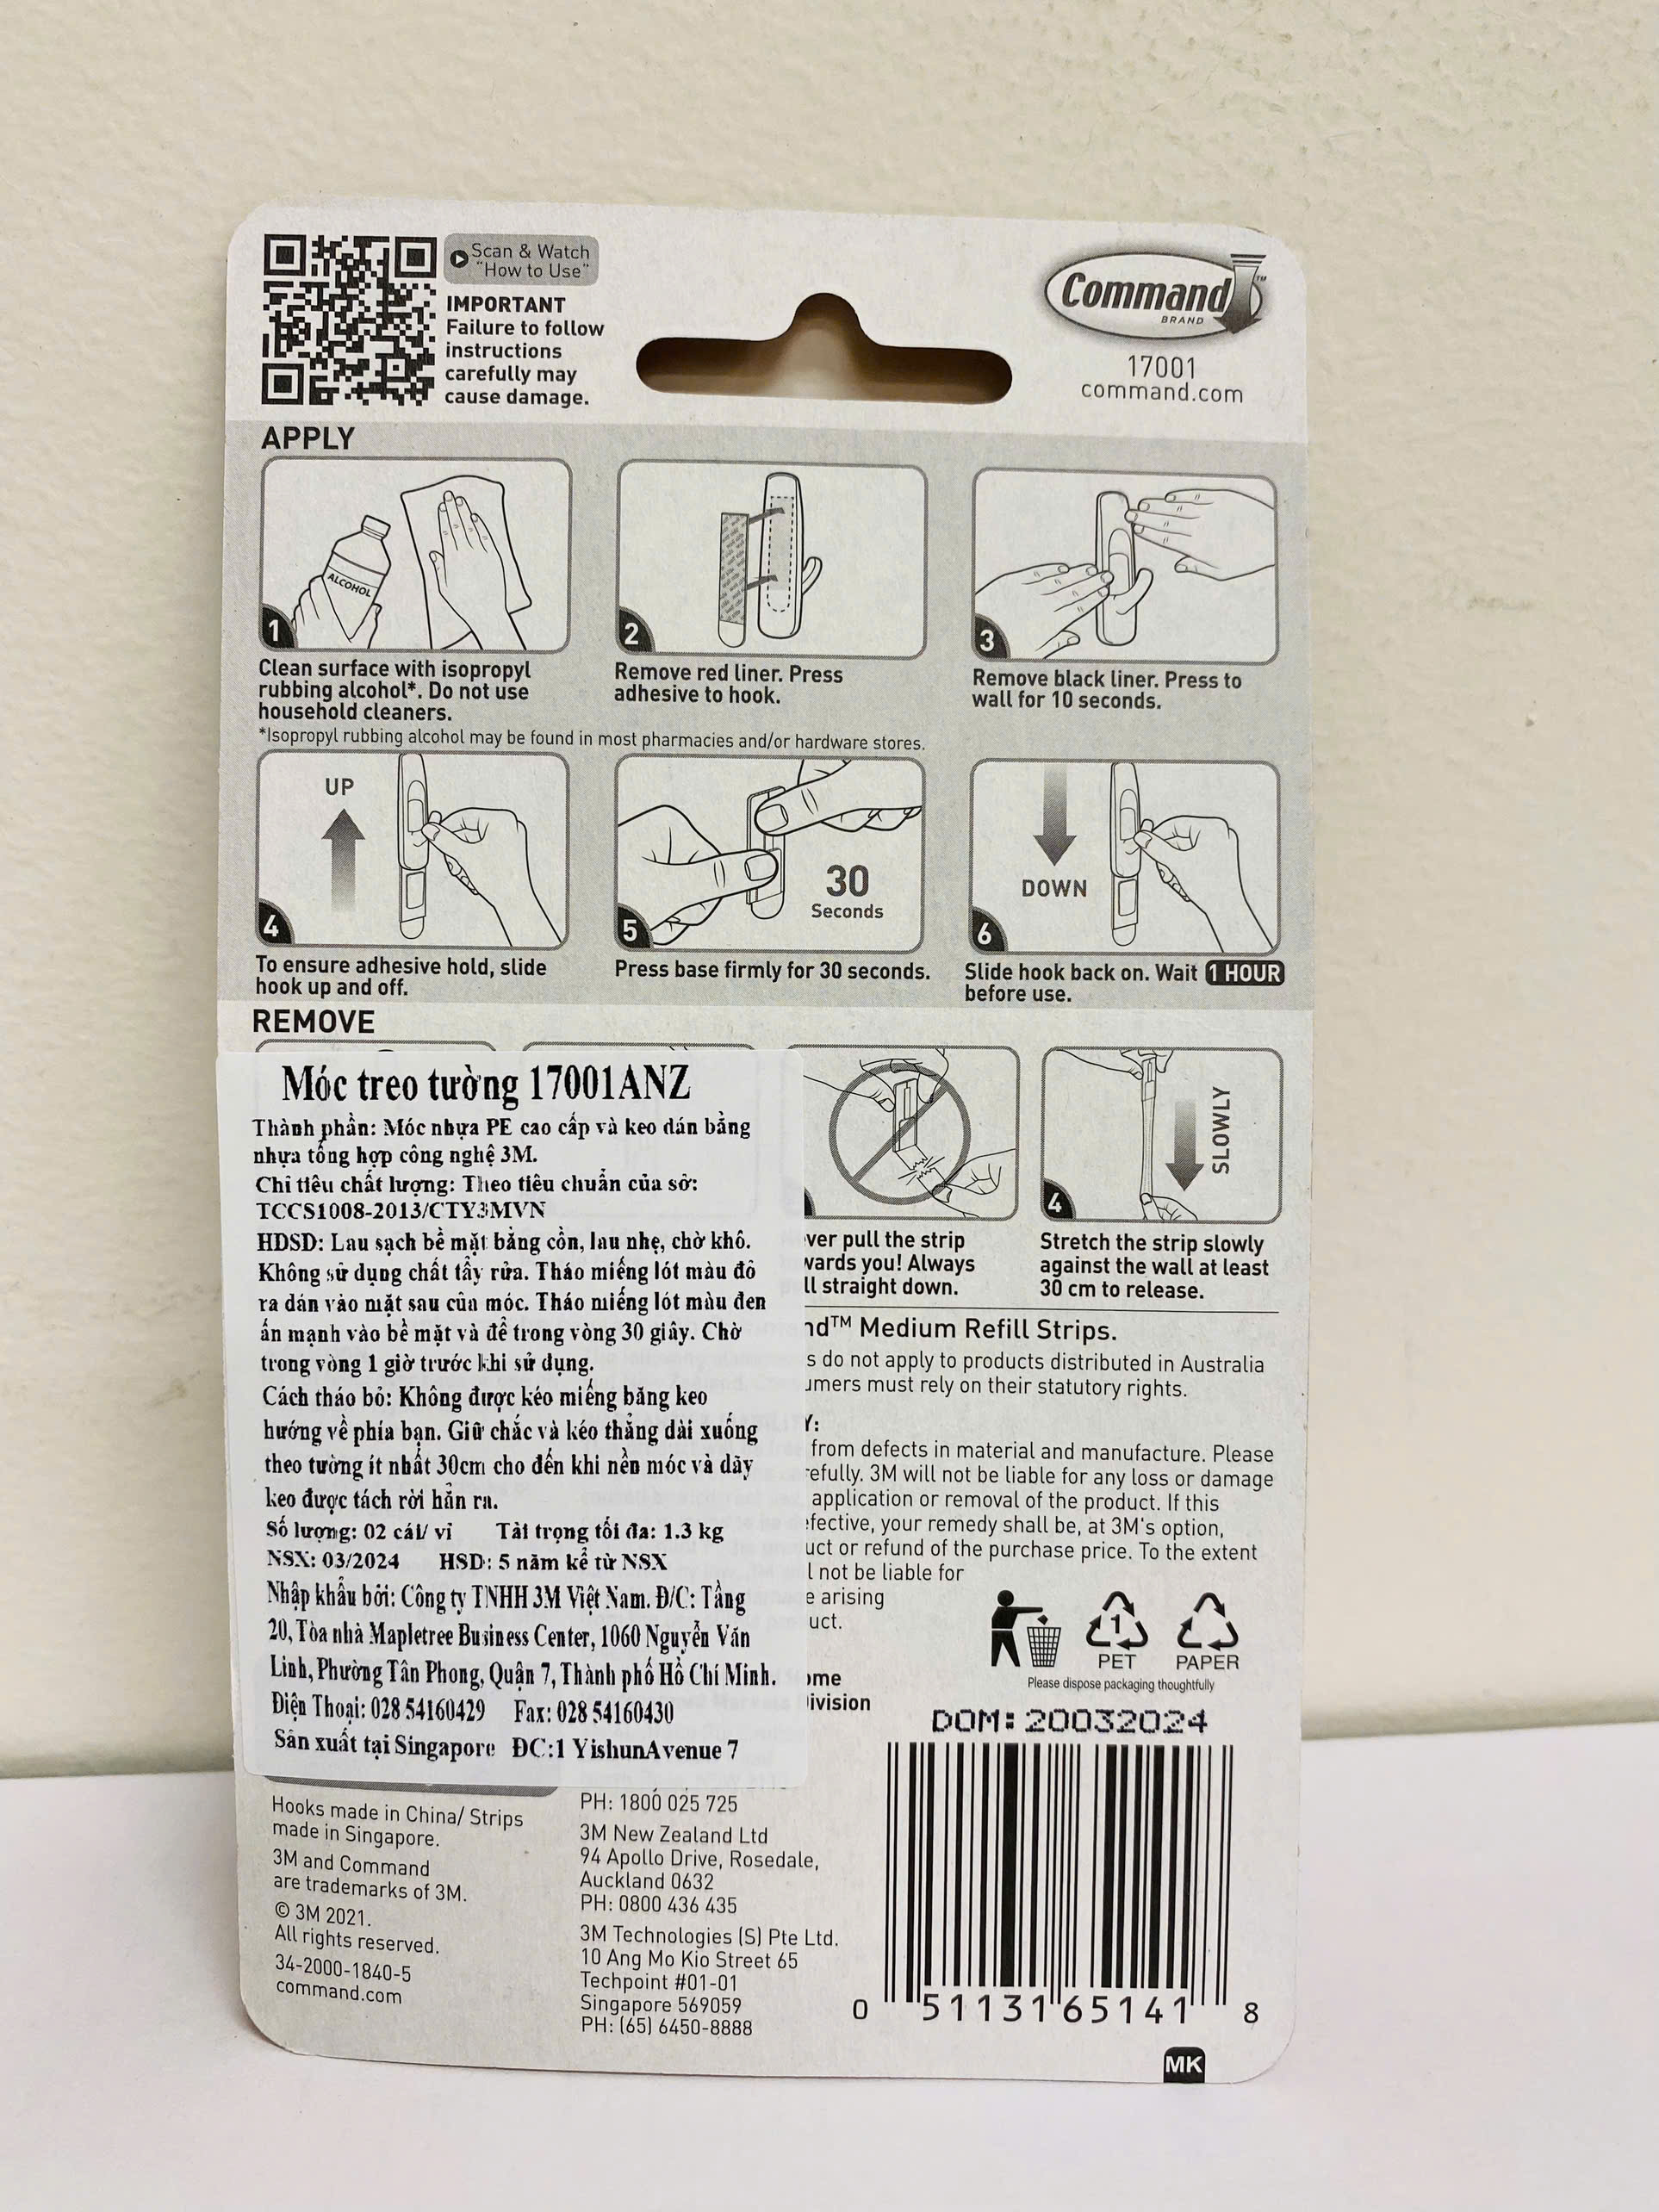 Scan & Watch
"How to Use"
IMPORTANT
Failure to follow
instructions
carefully may
cause damage.
Command™
BRAND
17001
command.com
APPLY
ALCOHOL
1
Clean surface with isopropyl
rubbing alcohol*. Do not use
household cleaners.
2
Remove red liner. Press
adhesive to hook.
3
Remove black liner. Press to
wall for 10 seconds.
*Isopropyl rubbing alcohol may be found in most pharmacies and/or hardware stores.
UP
4
To ensure adhesive hold, slide
hook up and off.
30
Seconds
5
Press base firmly for 30 seconds.
DOWN
6
Slide hook back on. Wait 1 HOUR
before use.
REMOVE
Móc treo tường 17001ANZ
Thành phần: Móc nhựa PE cao cấp và keo dán bằng
nhựa tổng hợp công nghệ 3M.
Chỉ tiêu chất lượng: Theo tiêu chuẩn của sở:
TCCS1008-2013/CTY3MVN
HDSD: Lau sạch bề mặt bằng cồn, lau nhẹ, chờ khô.
Không sử dụng chất tẩy rửa. Tháo miếng lót màu đỏ
ra dán vào mặt sau của móc. Tháo miếng lót màu đen
ấn mạnh vào bề mặt và để trong vòng 30 giây. Chờ
trong vòng 1 giờ trước khi sử dụng.
Cách tháo bỏ: Không được kéo miếng băng keo
hướng về phía bạn. Giữ chắc và kéo thẳng dài xuống
theo tường ít nhất 30cm cho đến khi nền móc và dây
keo được tách rời hẳn ra.
Số lượng: 02 cái/ vỉ Tải trọng tối đa: 1.3 kg
NSX: 03/2024 HSD: 5 năm kể từ NSX
Nhập khẩu bởi: Công ty TNHH 3M Việt Nam. Đ/C: Tầng
20, Tòa nhà Mapletree Business Center, 1060 Nguyễn Văn
Linh, Phường Tân Phong, Quận 7, Thành phố Hồ Chí Minh.
Điện Thoại: 028 54160429 Fax: 028 54160430
Sản xuất tại Singapore ĐC:1 YishunAvenue 7
ver pull the strip
wards you! Always
ll straight down.
SLOWLY
4
Stretch the strip slowly
against the wall at least
30 cm to release.
nd™ Medium Refill Strips.
s do not apply to products distributed in Australia
umers must rely on their statutory rights.
Y:
from defects in material and manufacture. Please
efully. 3M will not be liable for any loss or damage
application or removal of the product. If this
efective, your remedy shall be, at 3M's option,
uct or refund of the purchase price. To the extent
l not be liable for
e arising
uct.
ome
ivision
1
PET
PAPER
Please dispose packaging thoughtfully
DOM: 20032024
Hooks made in China/ Strips
made in Singapore.
3M and Command
are trademarks of 3M.
© 3M 2021.
All rights reserved.
34-2000-1840-5
command.com
PH: 1800 025 725
3M New Zealand Ltd
94 Apollo Drive, Rosedale,
Auckland 0632
PH: 0800 436 435
3M Technologies (S) Pte Ltd.
10 Ang Mo Kio Street 65
Techpoint #01-01
Singapore 569059
PH: (65) 6450-8888
0 51131 65141 8
MK